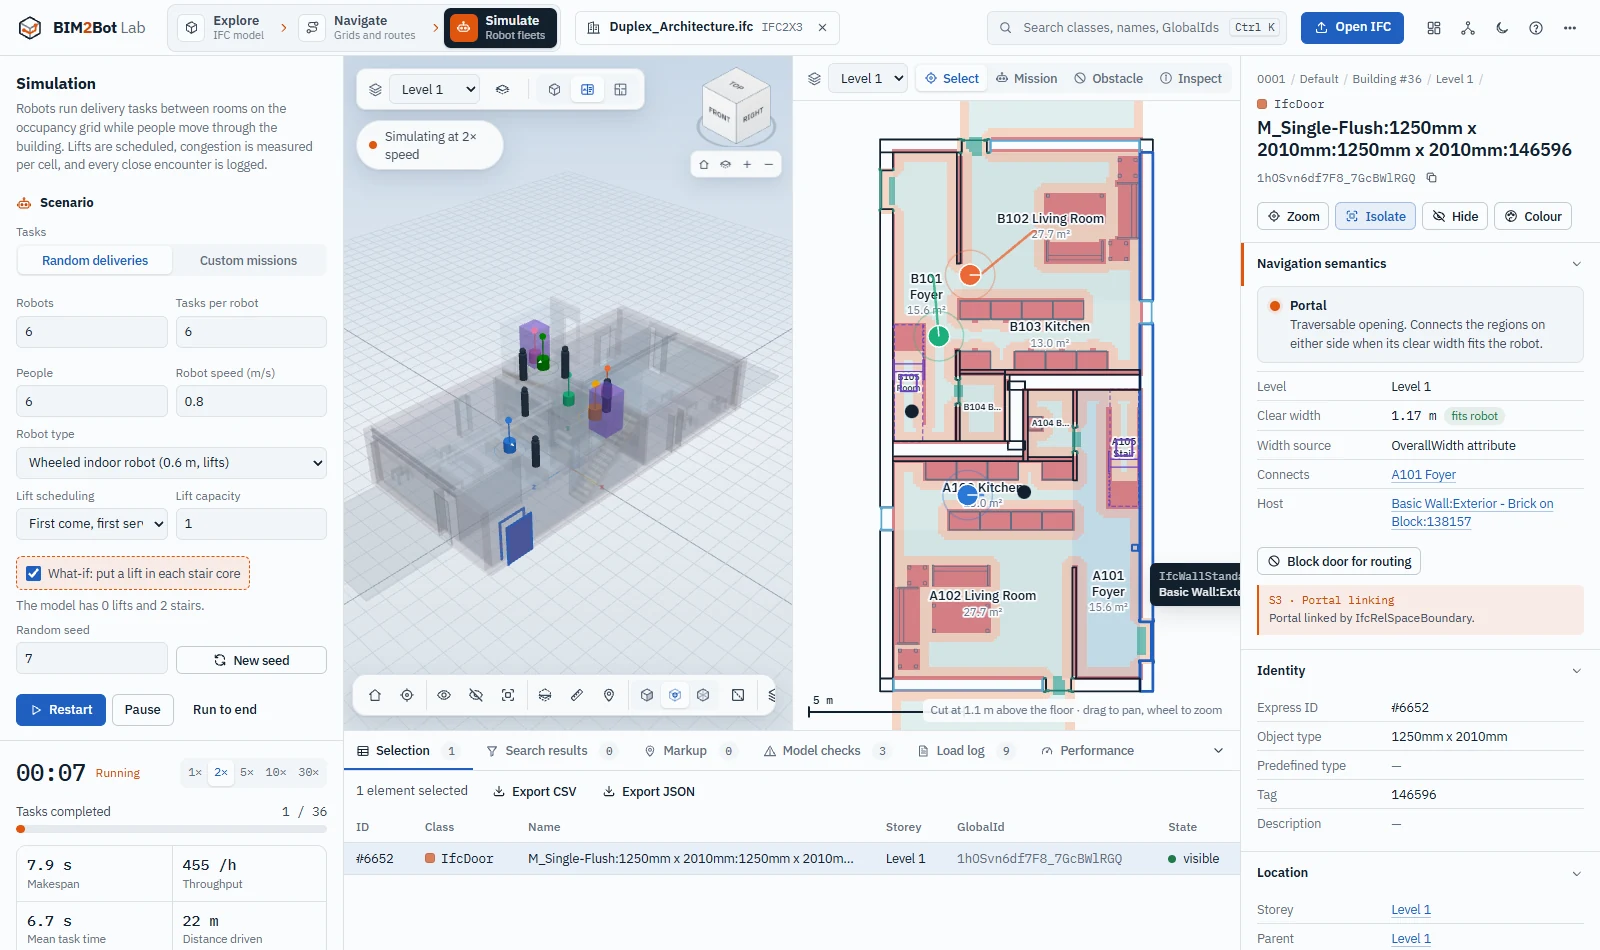 BIM2Bot Lab
Explore
IFC model
Navigate
Grids and routes
Simulate
Robot fleets
Duplex_Architecture.ifc IFC2X3
Search classes, names, GlobalIds Ctrl K
Open IFC
Simulation
Robots run delivery tasks between rooms on the
occupancy grid while people move through the
building. Lifts are scheduled, congestion is measured
per cell, and every close encounter is logged.
Scenario
Tasks
Random deliveries Custom missions
Robots Tasks per robot
6 6
People Robot speed (m/s)
6 0.8
Robot type
Wheeled indoor robot (0.6 m, lifts)
Lift scheduling Lift capacity
First come, first ser 1
What-if: put a lift in each stair core
The model has 0 lifts and 2 stairs.
Random seed
7 New seed
Restart Pause Run to end
00:07 Running 1× 2× 5× 10× 30×
Tasks completed 1 / 36
7.9 s 455 /h
Makespan Throughput
6.7 s 22 m
Mean task time Distance driven
Level 1
Simulating at 2×
speed
TOP
FRONT
RIGHT
Level 1 Select Mission Obstacle Inspect
B102 Living Room
27.7 m²
B101
Foyer
15.6 m²
B103 Kitchen
13.0 m²
B105
Room
B104 B...
A104 B...
A105
Stair
Kitchen
A102 Living Room
27.7 m²
A101
Foyer
15.6 m²
IfcWallStanda
Basic Wall:Exte
5 m
Cut at 1.1 m above the floor · drag to pan, wheel to zoom
Selection 1 Search results 0 Markup 0 Model checks 3 Load log 9 Performance
1 element selected Export CSV Export JSON
ID Class Name Storey GlobalId State
#6652 IfcDoor M_Single-Flush:1250mm x 2010mm:1250mm x 2010m... Level 1 1hOSvn6df7F8_7GcBWlRGQ visible
0001 / Default / Building #36 / Level 1 /
IfcDoor
M_Single-Flush:1250mm x
2010mm:1250mm x 2010mm:146596
1hOSvn6df7F8_7GcBWlRGQ
Zoom Isolate Hide Colour
Navigation semantics
Portal
Traversable opening. Connects the regions on
either side when its clear width fits the robot.
Level Level 1
Clear width 1.17 m fits robot
Width source OverallWidth attribute
Connects A101 Foyer
Host Basic Wall:Exterior - Brick on
Block:138157
Block door for routing
S3 · Portal linking
Portal linked by IfcRelSpaceBoundary.
Identity
Express ID #6652
Object type 1250mm x 2010mm
Predefined type —
Tag 146596
Description —
Location
Storey Level 1
Parent Level 1